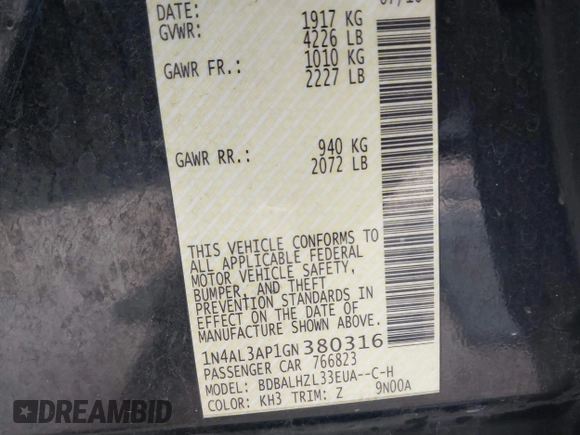 DATE:
GVWR: 1917 KG
4226 LB
GAWR FR.: 1010 KG
2227 LB
GAWR RR.: 940 KG
2072 LB
THIS VEHICLE CONFORMS TO
ALL APPLICABLE FEDERAL
MOTOR VEHICLE SAFETY,
BUMPER, AND THEFT
PREVENTION STANDARDS IN
EFFECT ON THE DATE OF
MANUFACTURE SHOWN ABOVE.
1N4AL3AP1GN380316
PASSENGER CAR 766823
MODEL: BDBALHZL33EUA--C-H
COLOR: KH3 TRIM: Z 9N00A
DREAMBID